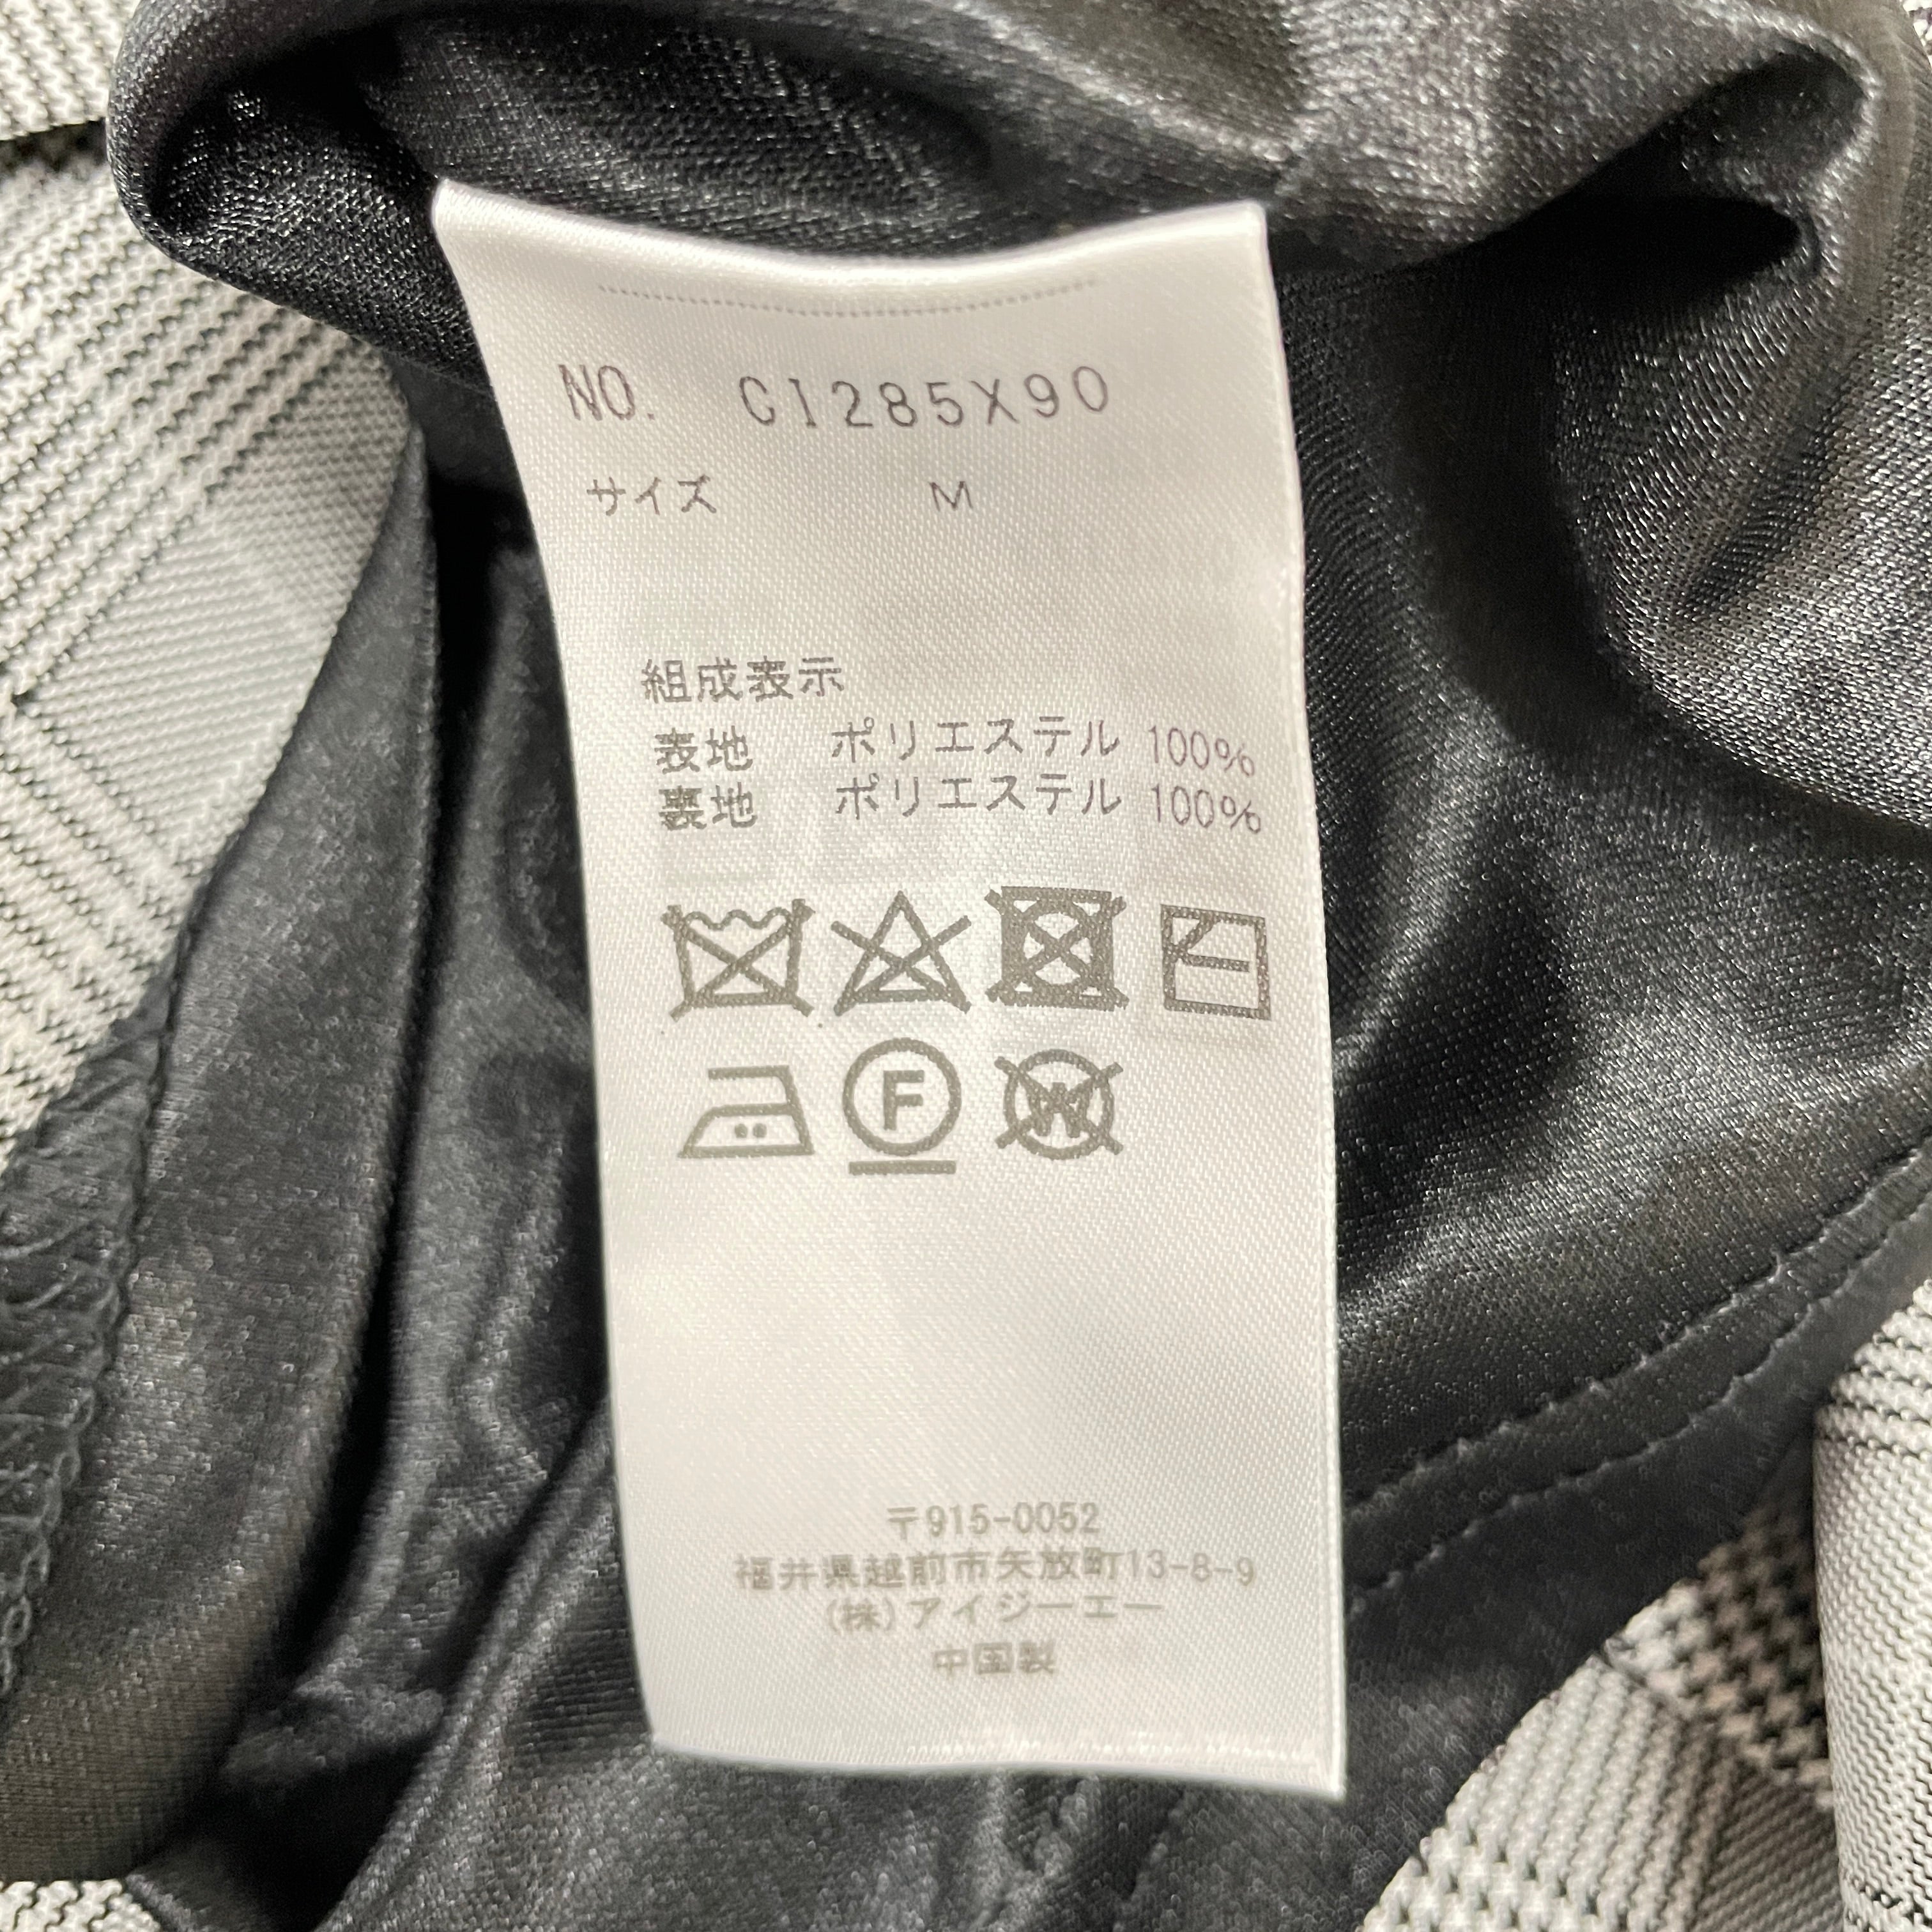 NO. CI285X90
サイズ M
組成表示
表地 ポリエステル 100%
裏地 ポリエステル 100%
F W
〒915-0052
福井県越前市矢放町13-8-9
(株)アイジーエー
中国製